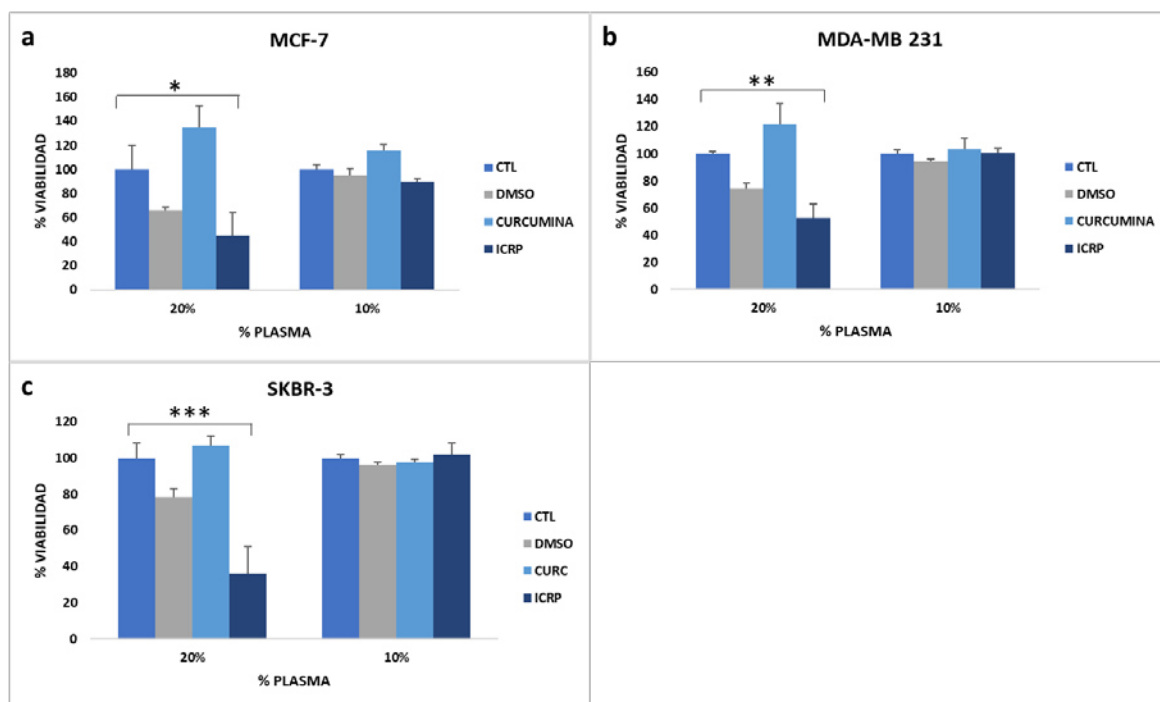 a
MCF-7
% VIABILIDAD
180
160
140
120
100
80
60
40
20
0
*
20%
10%
% PLASMA
CTL
DMSO
CURCUMINA
ICRP
b
MDA-MB 231
% VIABILIDAD
160
140
120
100
80
60
40
20
0
**
20%
10%
% PLASMA
CTL
DMSO
CURCUMINA
ICRP
c
SKBR-3
% VIABILIDAD
120
100
80
60
40
20
0
***
20%
10%
% PLASMA
CTL
DMSO
CURC
ICRP